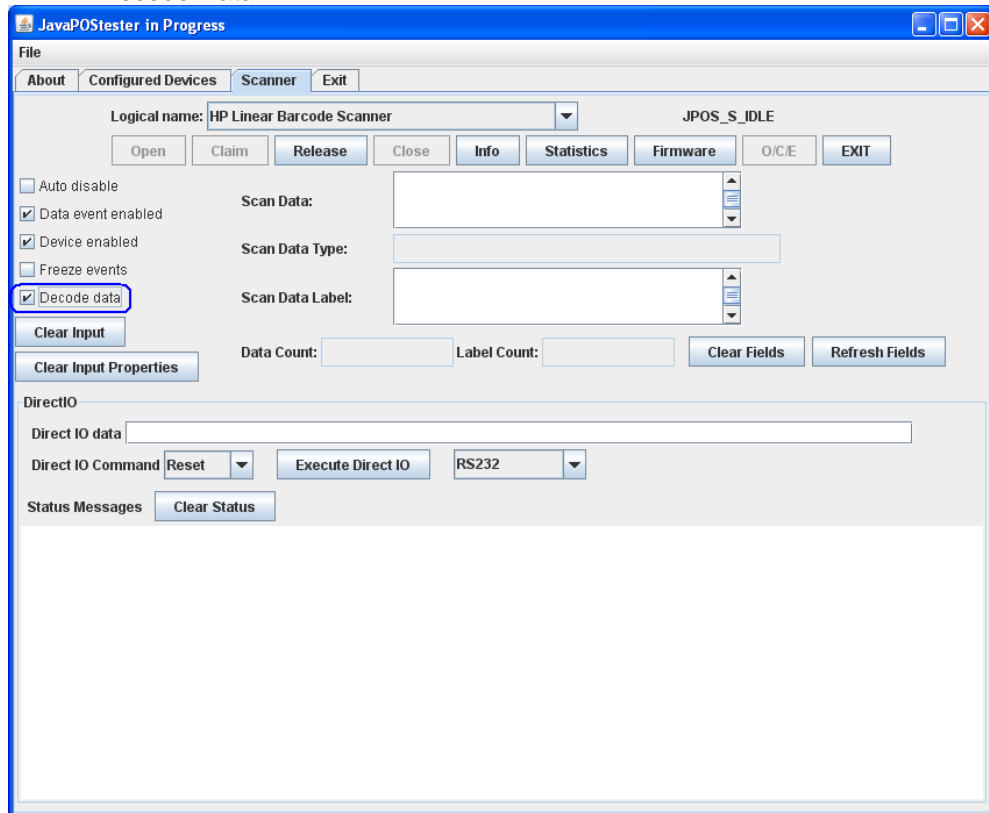 JavaPOStester in Progress
File
About Configured Devices Scanner Exit
Logical name: HP Linear Barcode Scanner JPOS_S_IDLE
Open Claim Release Close Info Statistics Firmware O/C/E EXIT
Auto disable
Scan Data:
Data event enabled
Device enabled
Scan Data Type:
Freeze events
Decode data Scan Data Label:
Clear Input
Data Count: Label Count: Clear Fields Refresh Fields
Clear Input Properties
DirectIO
Direct IO data
Direct IO Command Reset Execute Direct IO RS232
Status Messages Clear Status